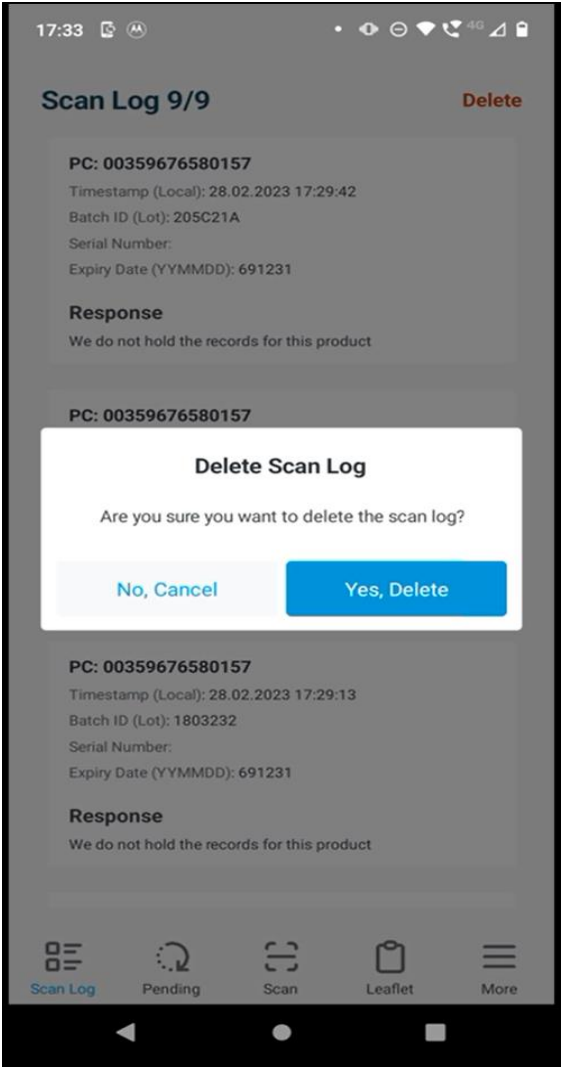 17:33
4G
Scan Log 9/9
Delete
PC: 00359676580157
Timestamp (Local): 28.02.2023 17:29:42
Batch ID (Lot): 205C21A
Serial Number:
Expiry Date (YYMMDD): 691231
Response
We do not hold the records for this product
PC: 00359676580157
Delete Scan Log
Are you sure you want to delete the scan log?
No, Cancel
Yes, Delete
PC: 00359676580157
Timestamp (Local): 28.02.2023 17:29:13
Batch ID (Lot): 1803232
Serial Number:
Expiry Date (YYMMDD): 691231
Response
We do not hold the records for this product
Scan Log
Pending
Scan
Leaflet
More